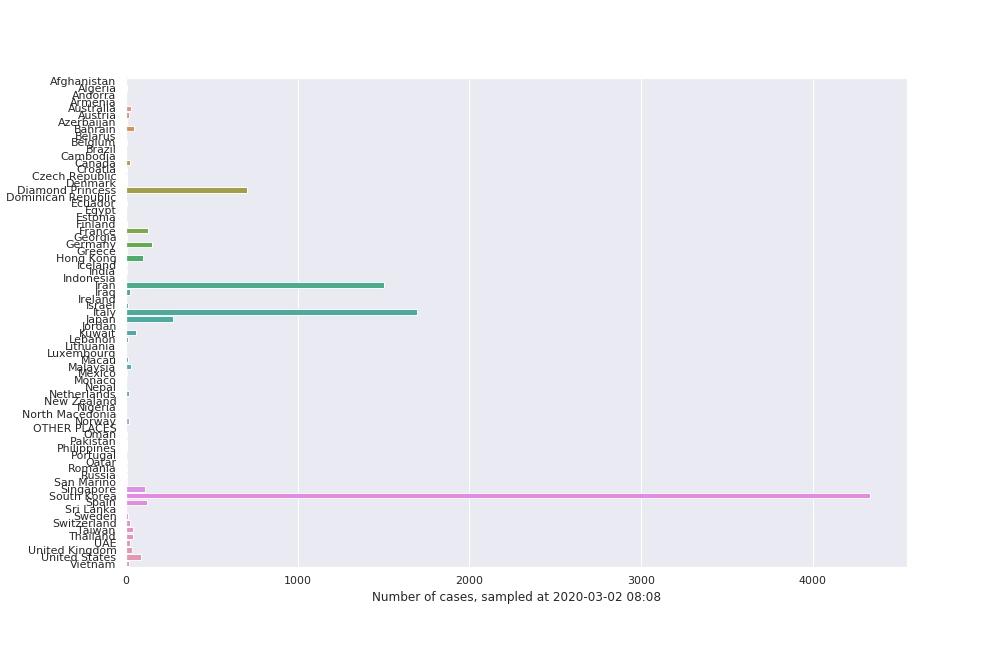 Afghanistan
Algeria
Andorra
Armenia
Australia
Austria
Azerbaijan
Bahrain
Belarus
Belgium
Brazil
Cambodia
Canada
Croatia
Czech Republic
Denmark
Diamond Princess
Dominican Republic
Ecuador
Egypt
Estonia
Finland
France
Georgia
Germany
Greece
Hong Kong
Iceland
India
Indonesia
Iran
Iraq
Ireland
Israel
Italy
Japan
Jordan
Kuwait
Lebanon
Lithuania
Luxembourg
Macau
Malaysia
Mexico
Monaco
Nepal
Netherlands
New Zealand
Nigeria
North Macedonia
Norway
OTHER PLACES
Oman
Pakistan
Philippines
Portugal
Qatar
Romania
Russia
San Marino
Singapore
South Korea
Spain
Sri Lanka
Sweden
Switzerland
Taiwan
Thailand
UAE
United Kingdom
United States
Vietnam
0 1000 2000 3000 4000
Number of cases, sampled at 2020-03-02 08:08